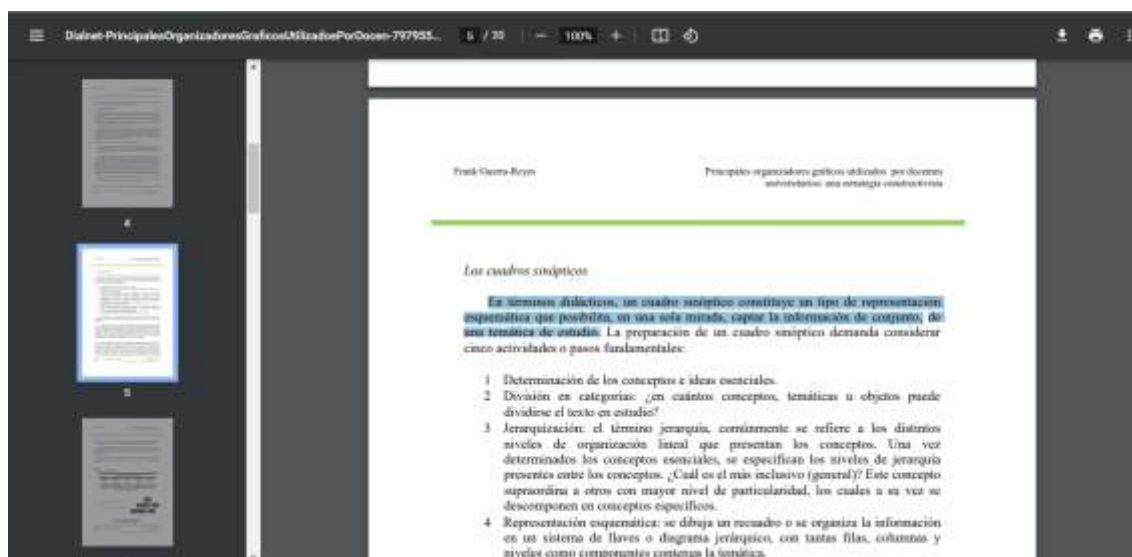 Dialnet-PrincipalesOrganizadoresGraficosUtilizadosPorDocen-797955...
5 / 20
100%
4
5
Frank Guerra-Reyes
Principales organizadores gráficos utilizados por docentes
universitarios: una estrategia constructivista
Los cuadros sinópticos
En términos didácticos, un cuadro sinóptico constituye un tipo de representación
esquemática que posibilita, en una sola mirada, captar la información de conjunto, de
una temática de estudio. La preparación de un cuadro sinóptico demanda considerar
cinco actividades o pasos fundamentales:
1 Determinación de los conceptos e ideas esenciales.
2 División en categorías: ¿en cuántos conceptos, temáticas u objetos puede
dividirse el texto en estudio?
3 Jerarquización: el término jerarquía, comúnmente se refiere a los distintos
niveles de organización lineal que presentan los conceptos. Una vez
determinados los conceptos esenciales, se especifican los niveles de jerarquía
presentes entre los conceptos. ¿Cuál es el más inclusivo (general)? Este concepto
supraordina a otros con mayor nivel de particularidad, los cuales a su vez se
descomponen en conceptos específicos.
4 Representación esquemática: se dibuja un recuadro o se organiza la información
en un sistema de llaves o diagrama jerárquico, con tantas filas, columnas y
niveles como componentes contenga la temática.